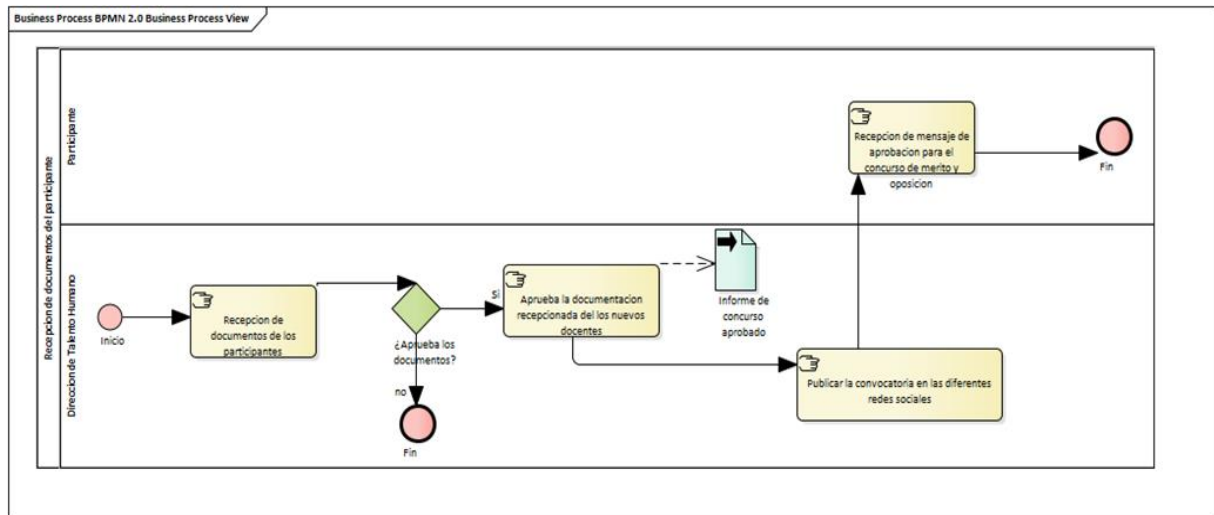 Business Process BPMN 2.0 Business Process View
Recepcion de documentos del participante
Participante
Recepcion de mensaje de
aprobacion para el
concurso de merito y
oposicion
Fin
Direccion de Talento Humano
Inicio
Recepcion de
documentos de los
participantes
¿Aprueba los
documentos?
Si
no
Fin
Aprueba la documentacion
recepcionada del los nuevos
docentes
Informe de
concurso
aprobado
Publicar la convocatoria en las diferentes
redes sociales